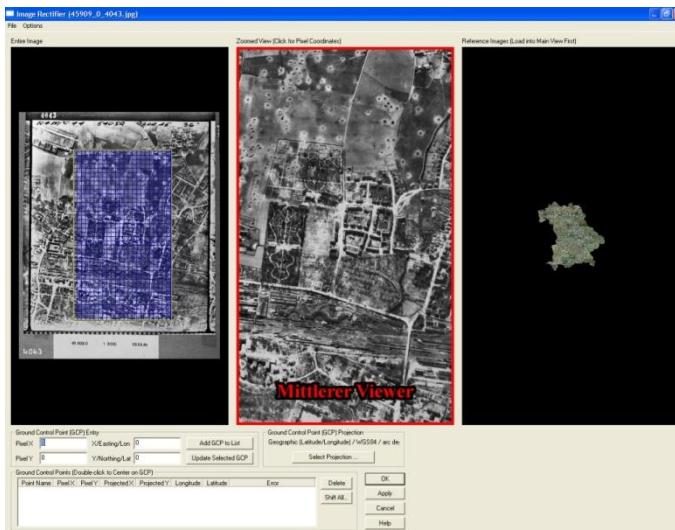 Image Rectifier (45909_0_4043.jpg)
File Options
Entire Image
Zoomed View (Click for Pixel Coordinates)
Reference Images (Load into Main View First)
4043
4043
Mittlerer Viewer
Ground Control Point (GCP) Entry
Pixel X 0 X/Easting/Lon 0 Add GCP to List
Pixel Y 0 Y/Northing/Lat 0 Update Selected GCP
Ground Control Point (GCP) Projection
Geographic (Latitude/Longitude) / WGS84 / arc de
Select Projection ...
Ground Control Points (Double-click to Center on GCP)
Point Name Pixel X Pixel Y Projected X Projected Y Longitude Latitude Error
Delete
Shift All...
OK
Apply
Cancel
Help